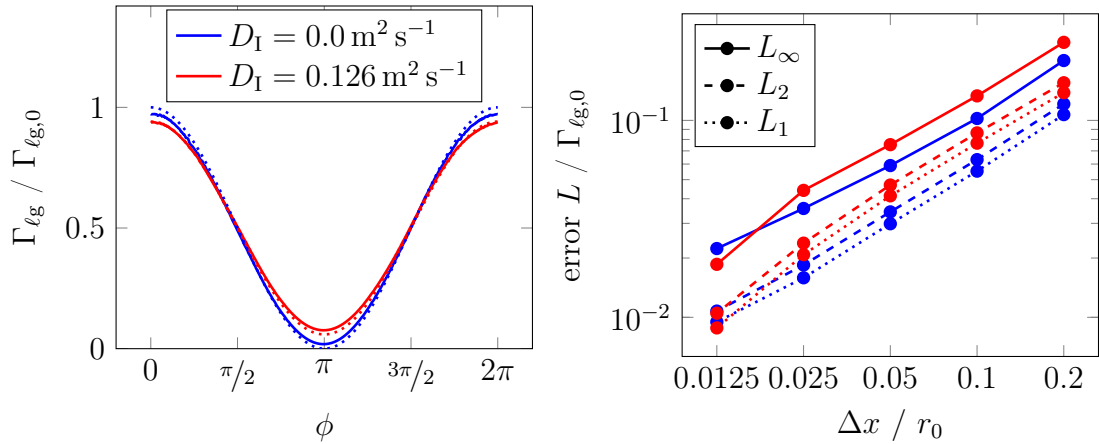 D_I = 0.0 m² s⁻¹
D_I = 0.126 m² s⁻¹
1
0.5
0
Γ_ℓg / Γ_ℓg,0
0 π/2 π 3π/2 2π
ϕ
L_∞
L_2
L_1
10⁻¹
10⁻²
error L / Γ_ℓg,0
0.0125 0.025 0.05 0.1 0.2
Δx / r_0